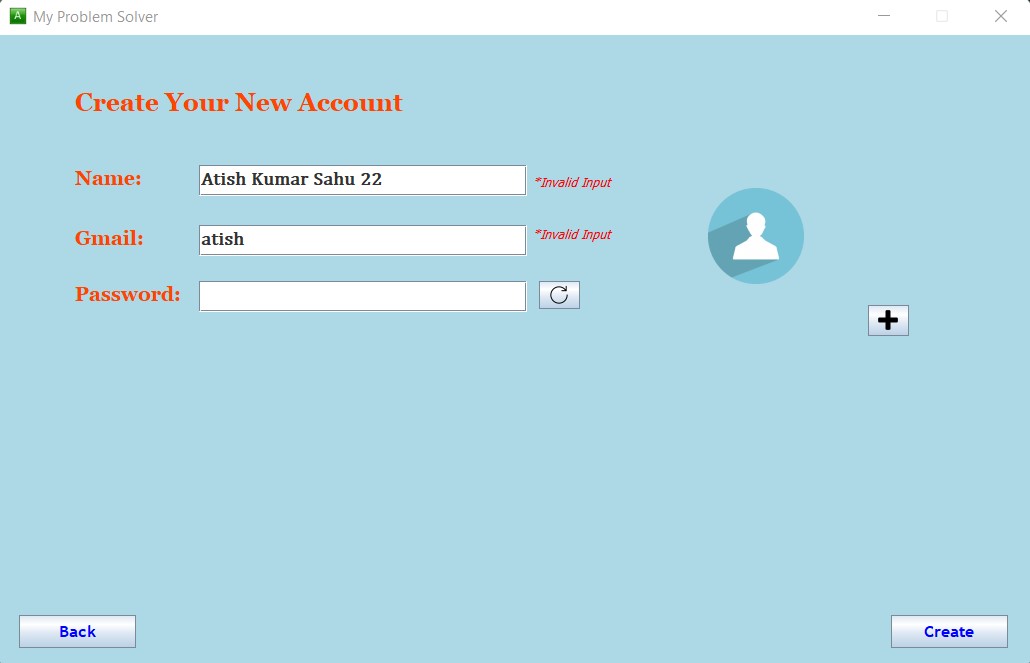 A My Problem Solver
Create Your New Account
Name: Atish Kumar Sahu 22 *Invalid Input
Gmail: atish *Invalid Input
Password:
Back Create